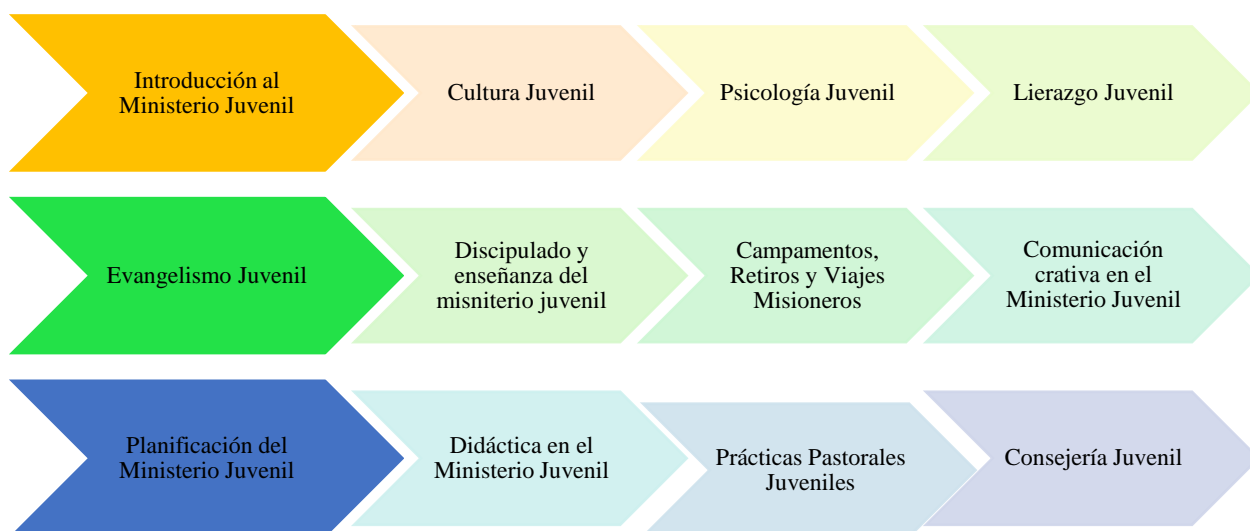 Introducción al
Ministerio Juvenil
Cultura Juvenil
Psicología Juvenil
Lierazgo Juvenil
Evangelismo Juvenil
Discipulado y
enseñanza del
misniterio juvenil
Campamentos,
Retiros y Viajes
Misioneros
Comunicación
crativa en el
Ministerio Juvenil
Planificación del
Ministerio Juvenil
Didáctica en el
Ministerio Juvenil
Prácticas Pastorales
Juveniles
Consejería Juvenil